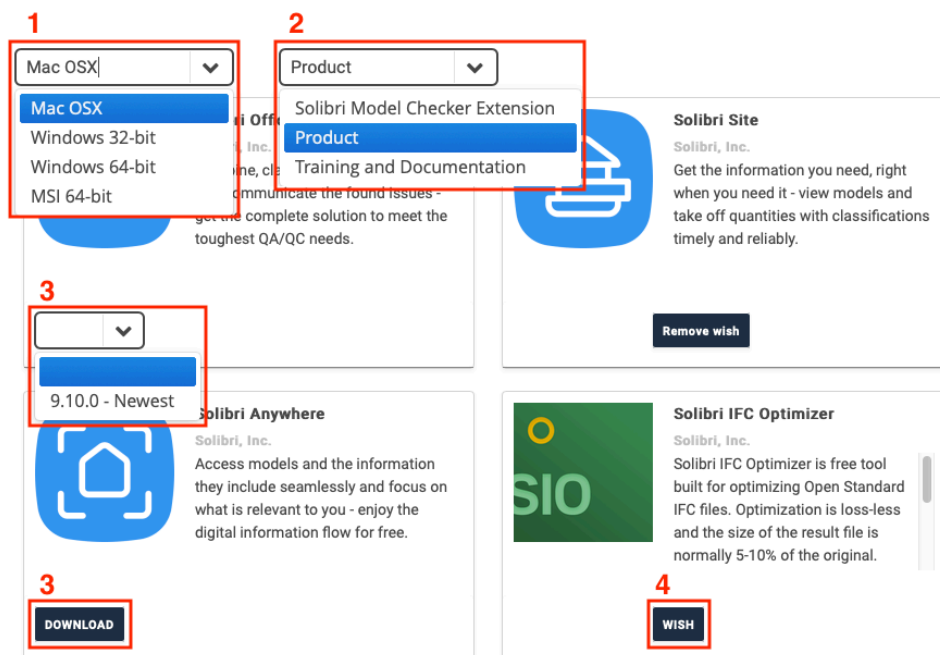 1
Mac OSX
Mac OSX
Windows 32-bit
Windows 64-bit
MSI 64-bit
2
Product
Solibri Model Checker Extension
Product
Training and Documentation
ri Off
, Inc.
ine, cla
communicate the found issues -
get the complete solution to meet the
toughest QA/QC needs.
Solibri Site
Solibri, Inc.
Get the information you need, right
when you need it - view models and
take off quantities with classifications
timely and reliably.
Remove wish
3
9.10.0 - Newest
Solibri Anywhere
Solibri, Inc.
Access models and the information
they include seamlessly and focus on
what is relevant to you - enjoy the
digital information flow for free.
3
DOWNLOAD
SIO
Solibri IFC Optimizer
Solibri, Inc.
Solibri IFC Optimizer is free tool
built for optimizing Open Standard
IFC files. Optimization is loss-less
and the size of the result file is
normally 5-10% of the original.
4
WISH